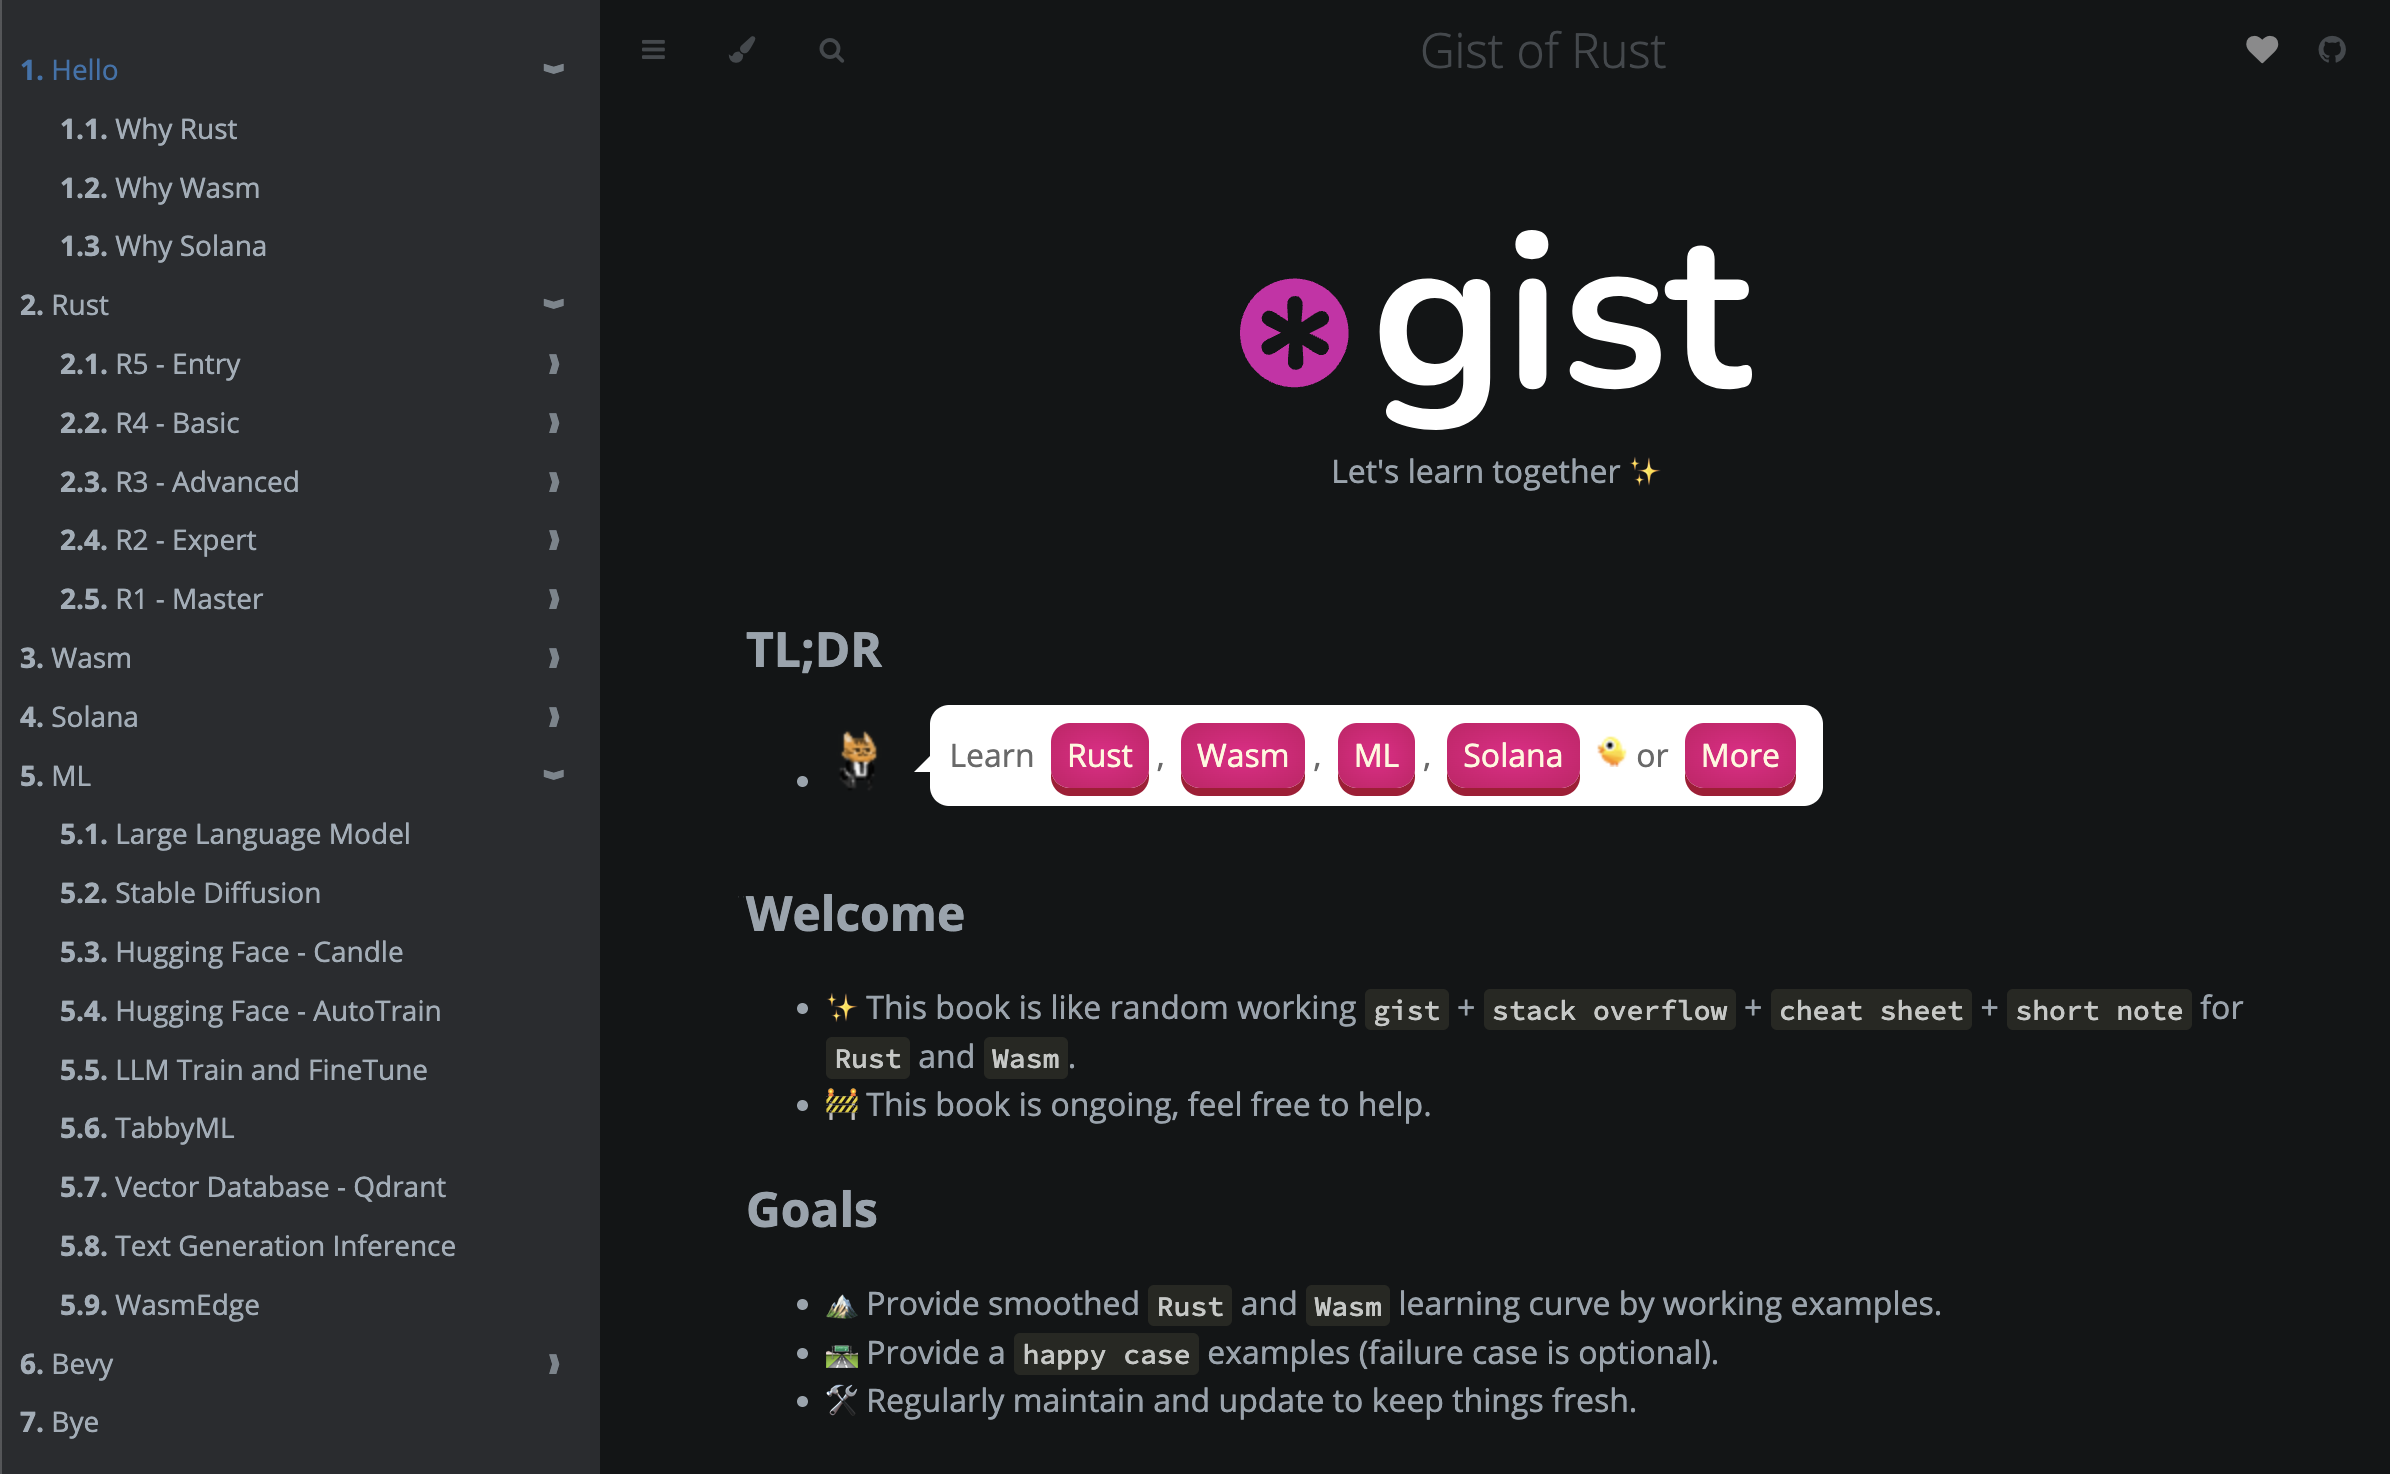 1. Hello
1.1. Why Rust
1.2. Why Wasm
1.3. Why Solana
2. Rust
2.1. R5 - Entry
2.2. R4 - Basic
2.3. R3 - Advanced
2.4. R2 - Expert
2.5. R1 - Master
3. Wasm
4. Solana
5. ML
5.1. Large Language Model
5.2. Stable Diffusion
5.3. Hugging Face - Candle
5.4. Hugging Face - AutoTrain
5.5. LLM Train and FineTune
5.6. TabbyML
5.7. Vector Database - Qdrant
5.8. Text Generation Inference
5.9. WasmEdge
6. Bevy
7. Bye
Gist of Rust
gist
Let's learn together ✨
TL;DR
Learn Rust , Wasm , ML , Solana 🐤 or More
Welcome
• ✨ This book is like random working gist + stack overflow + cheat sheet + short note for
Rust and Wasm.
• 🚧 This book is ongoing, feel free to help.
Goals
• ⛰️ Provide smoothed Rust and Wasm learning curve by working examples.
• 🛣️ Provide a happy case examples (failure case is optional).
• 🛠️ Regularly maintain and update to keep things fresh.